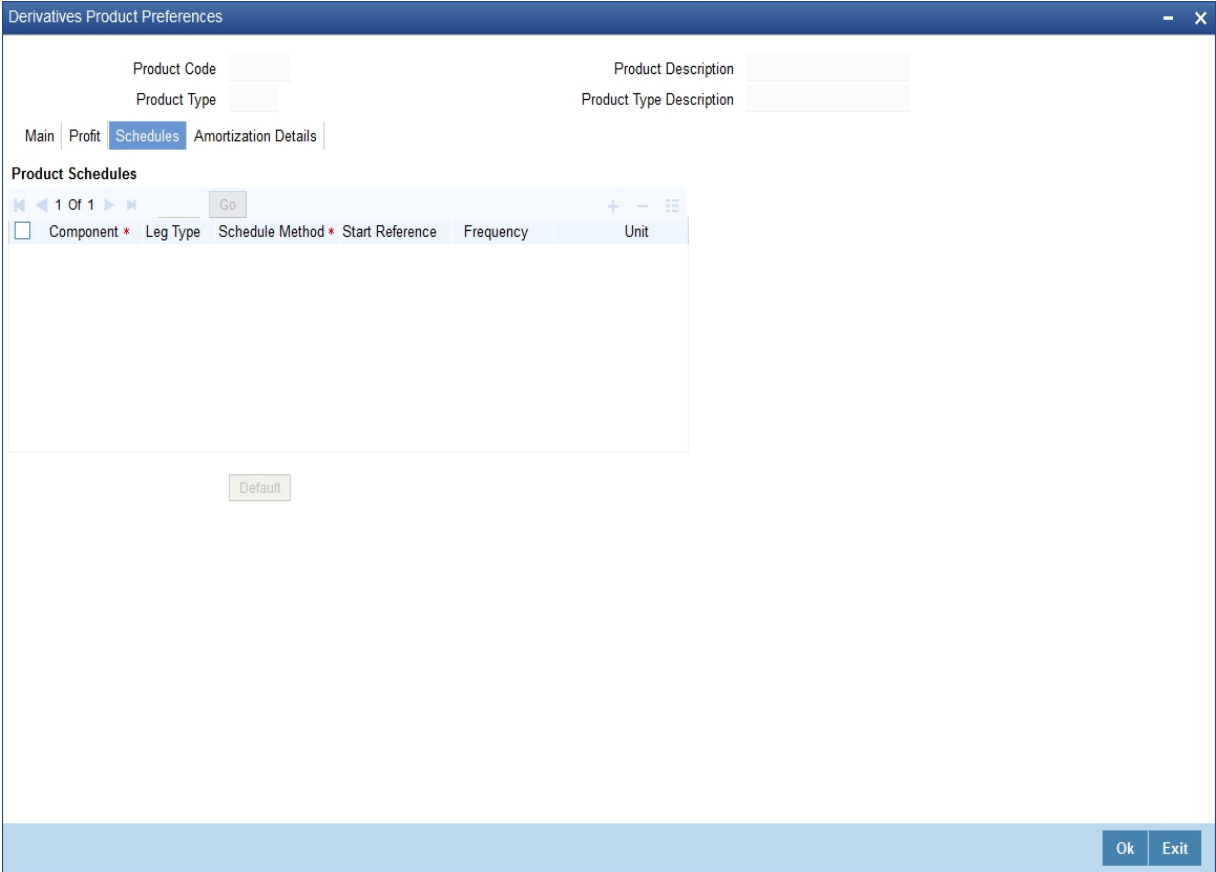 Derivatives Product Preferences
Product Code Product Description
Product Type Product Type Description
Main Profit Schedules Amortization Details
Product Schedules
1 Of 1 Go
Component * Leg Type Schedule Method * Start Reference Frequency Unit
Default
Ok Exit